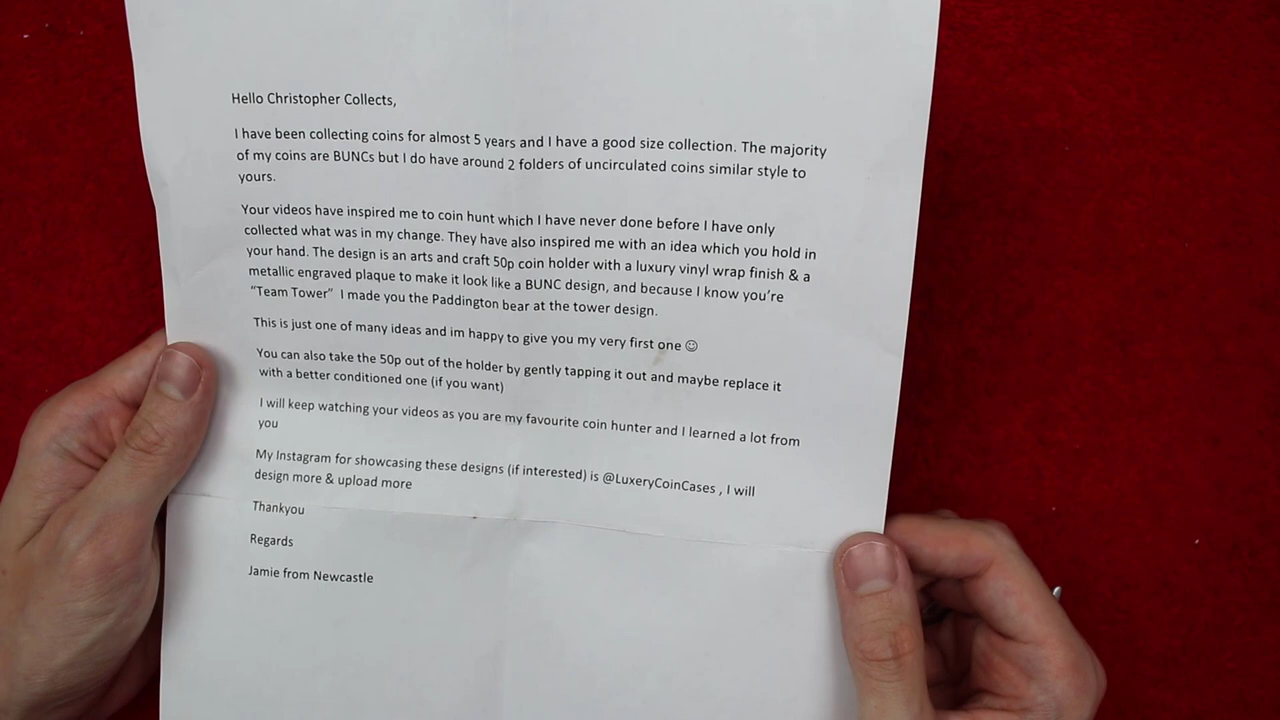 Hello Christopher Collects,
I have been collecting coins for almost 5 years and I have a good size collection. The majority
of my coins are BUNCs but I do have around 2 folders of uncirculated coins similar style to
yours.
Your videos have inspired me to coin hunt which I have never done before I have only
collected what was in my change. They have also inspired me with an idea which you hold in
your hand. The design is an arts and craft 50p coin holder with a luxury vinyl wrap finish & a
metallic engraved plaque to make it look like a BUNC design, and because I know you’re
“Team Tower”  I made you the Paddington bear at the tower design.
This is just one of many ideas and im happy to give you my very first one ☺
You can also take the 50p out of the holder by gently tapping it out and maybe replace it
with a better conditioned one (if you want)
I will keep watching your videos as you are my favourite coin hunter and I learned a lot from
you
My Instagram for showcasing these designs (if interested) is @LuxeryCoinCases , I will
design more & upload more
Thankyou
Regards
Jamie from Newcastle